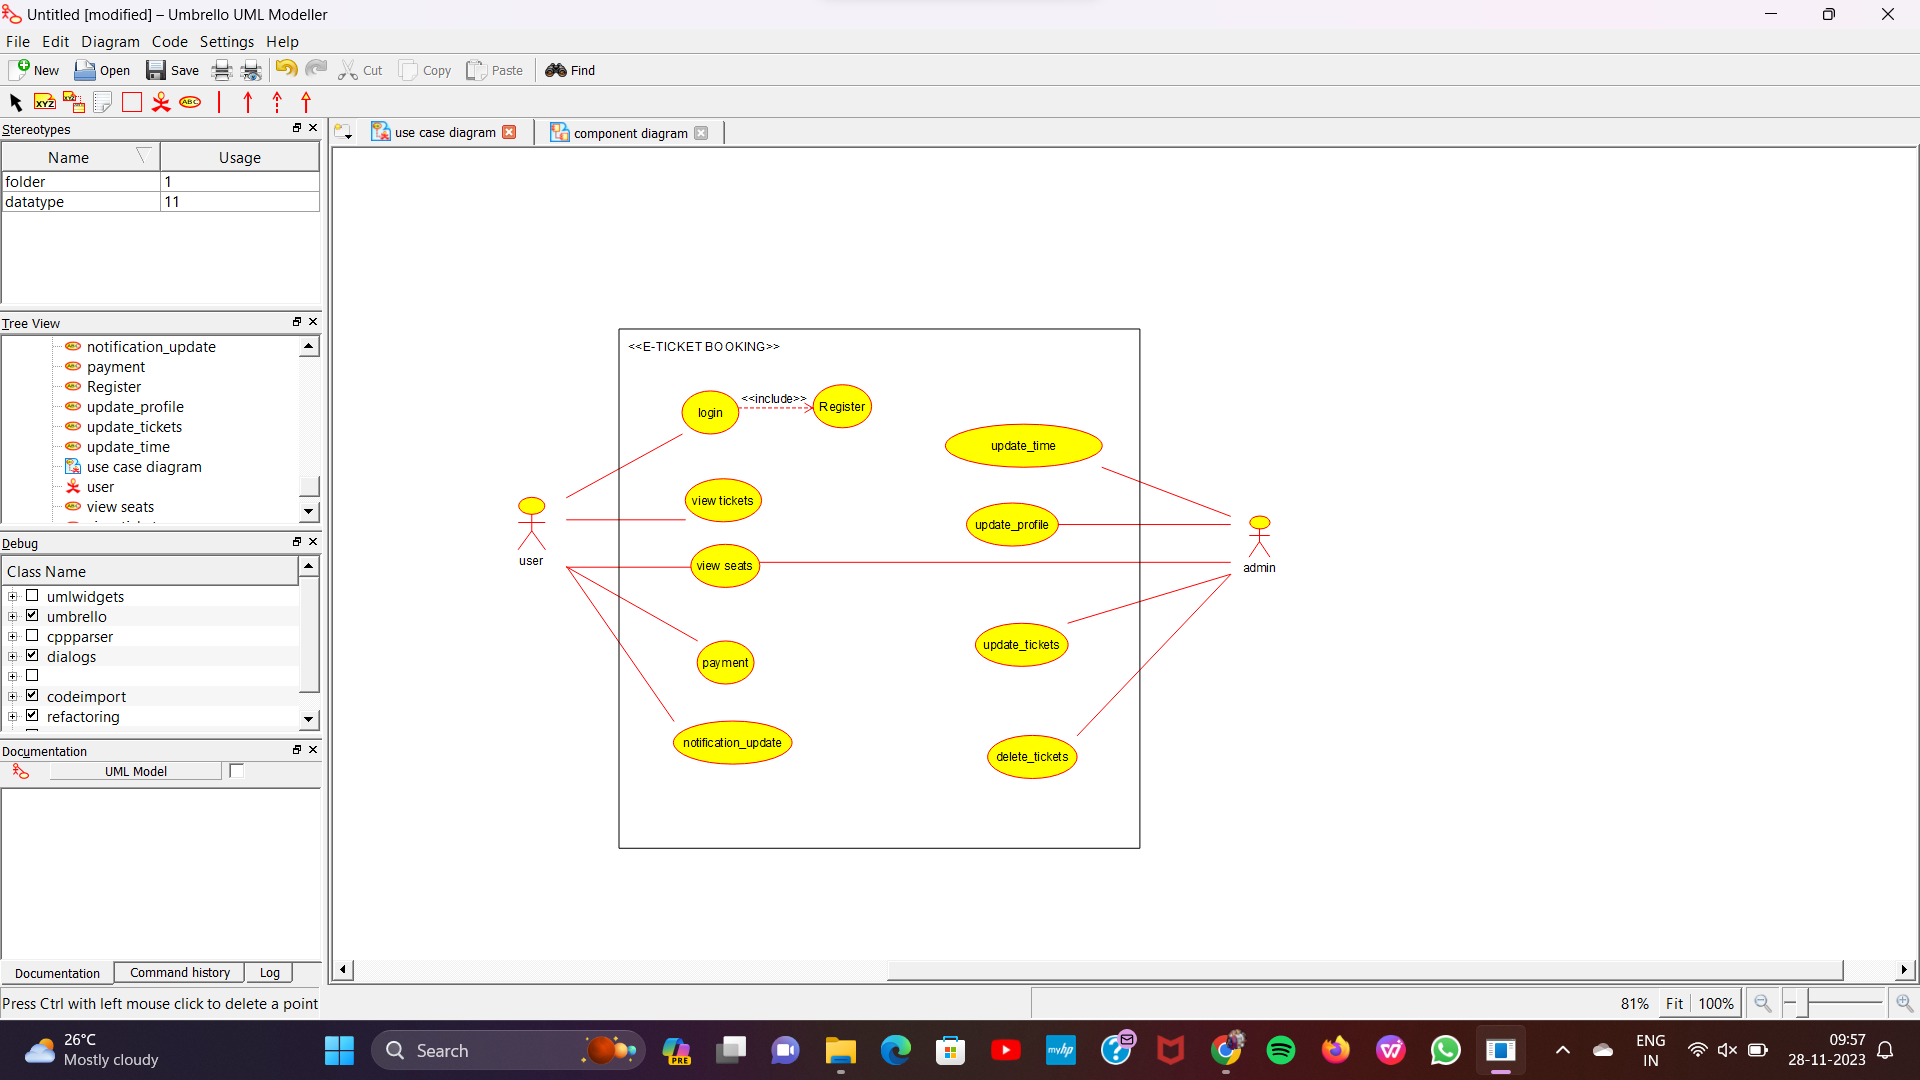 Untitled [modified] – Umbrello UML Modeller
File Edit Diagram Code Settings Help
New Open Save Cut Copy Paste Find
XYZ XYZ ABC
Stereotypes
Name Usage
folder 1
datatype 11
Tree View
notification_update
payment
Register
update_profile
update_tickets
update_time
use case diagram
user
view seats
Debug
Class Name
umlwidgets
umbrello
cppparser
dialogs
codeimport
refactoring
Documentation
UML Model
Documentation Command history Log
Press Ctrl with left mouse click to delete a point
use case diagram component diagram
<<E-TICKET BOOKING>>
login
<<include>>
Register
update_time
view tickets
update_profile
user
view seats
admin
update_tickets
payment
notification_update
delete_tickets
81% Fit 100%
26°C
Mostly cloudy
Search
PRE
myhp
ENG
IN
09:57
28-11-2023